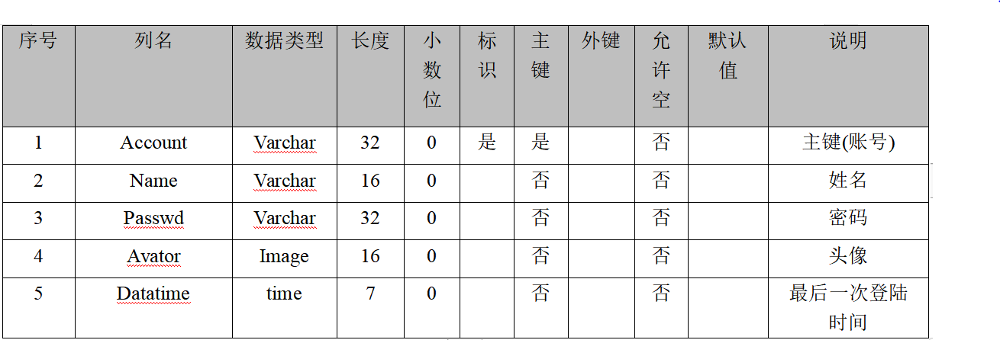 序号 列名 数据类型 长度 小数位 标识 主键 外键 允许空 默认值 说明
1 Account Varchar 32 0 是 是 否 主键(账号)
2 Name Varchar 16 0 否 否 姓名
3 Passwd Varchar 32 0 否 否 密码
4 Avator Image 16 0 否 否 头像
5 Datatime time 7 0 否 否 最后一次登陆
时间